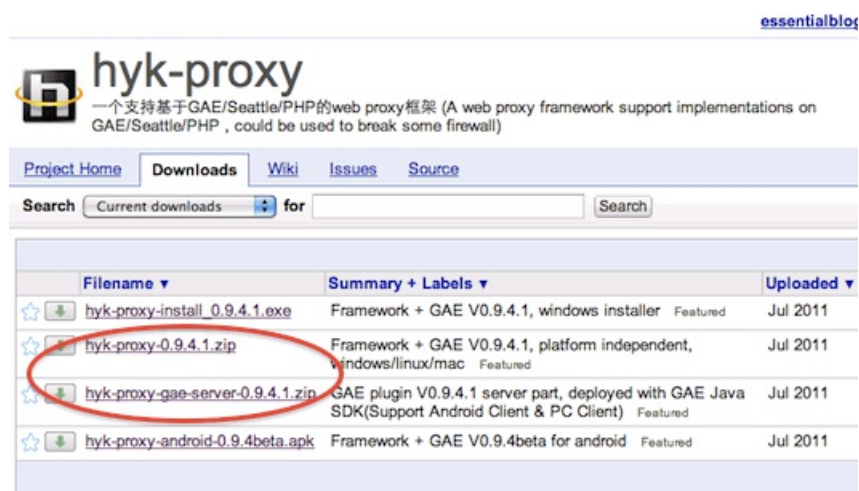 essentialblog
hyk-proxy
一个支持基于GAE/Seattle/PHP的web proxy框架 (A web proxy framework support implementations on
GAE/Seattle/PHP , could be used to break some firewall)
Project Home Downloads Wiki Issues Source
Search Current downloads for Search
Filename ▼ Summary + Labels ▼ Uploaded ▼
hyk-proxy-install_0.9.4.1.exe Framework + GAE V0.9.4.1, windows installer Featured Jul 2011
hyk-proxy-0.9.4.1.zip Framework + GAE V0.9.4.1, platform independent, Jul 2011
windows/linux/mac Featured
hyk-proxy-gae-server-0.9.4.1.zip GAE plugin V0.9.4.1 server part, deployed with GAE Java Jul 2011
SDK(Support Android Client & PC Client) Featured
hyk-proxy-android-0.9.4beta.apk Framework + GAE V0.9.4beta for android Featured Jul 2011